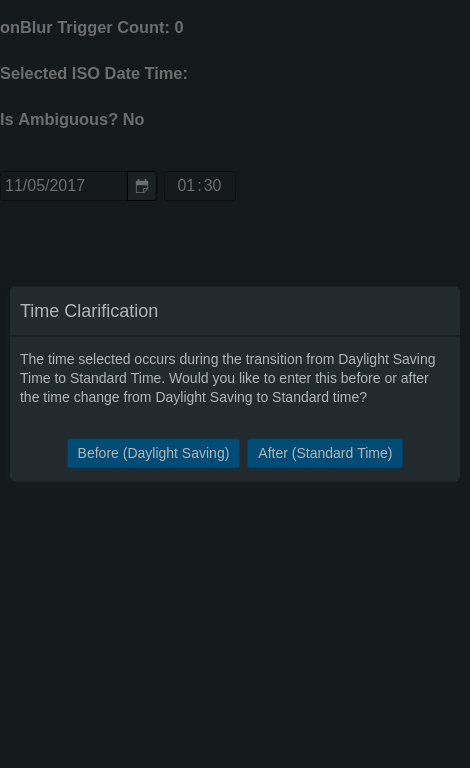 onBlur Trigger Count: 0
Selected ISO Date Time:
Is Ambiguous? No
11/05/2017 01:30
Time Clarification
The time selected occurs during the transition from Daylight Saving
Time to Standard Time. Would you like to enter this before or after
the time change from Daylight Saving to Standard time?
Before (Daylight Saving) After (Standard Time)